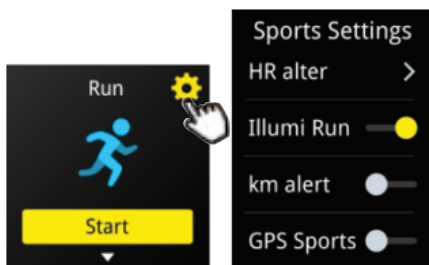 Run
Start
Sports Settings
HR alter
Illumi Run
km alert
GPS Sports